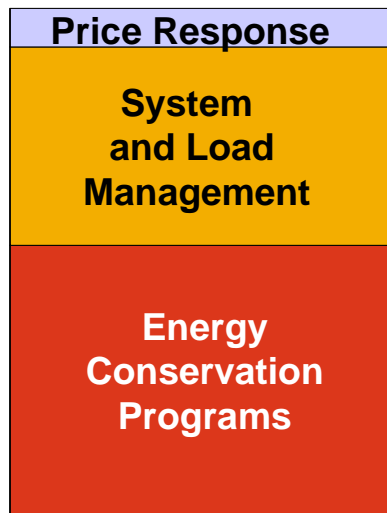 Price Response
System
and Load
Management
Energy
Conservation
Programs